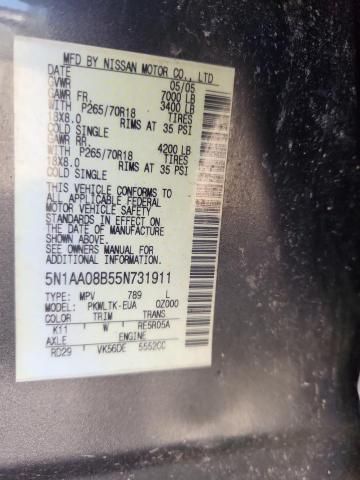 MFD BY NISSAN MOTOR CO., LTD
DATE 05/05
GVWR 7000 LB
GAWR FR. 3400 LB
WITH P265/70R18 TIRES
18X8.0 RIMS AT 35 PSI
COLD SINGLE
GAWR RR. 4200 LB
WITH P265/70R18 TIRES
18X8.0 RIMS AT 35 PSI
COLD SINGLE
THIS VEHICLE CONFORMS TO
ALL APPLICABLE FEDERAL
MOTOR VEHICLE SAFETY
STANDARDS IN EFFECT ON
THE DATE OF MANUFACTURE
SHOWN ABOVE.
SEE OWNERS MANUAL FOR
ADDITIONAL INFORMATION
5N1AA08B55N731911
TYPE: MPV 789 L
MODEL: PKWLTK-EUA 0Z000
COLOR TRIM TRANS
K11 W RE5R05A
AXLE ENGINE
RD29 VK56DE 5552CC